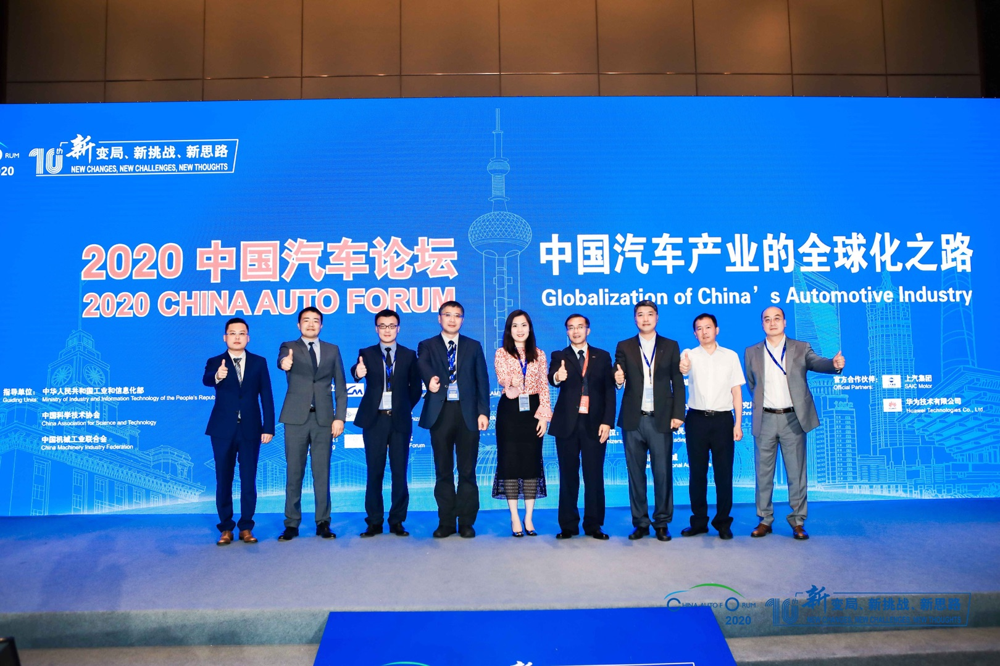 RUM
020
10th
新变局、新挑战、新思路
NEW CHANGES, NEW CHALLENGES, NEW THOUGHTS
2020 中国汽车论坛
2020 CHINA AUTO FORUM
中国汽车产业的全球化之路
Globalization of China’s Automotive Industry
指导单位: 中华人民共和国工业和信息化部
Guiding Units: Ministry of Industry and Information Technology of the People's Repub
中国科学技术协会
China Association for Science and Technology
中国机械工业联合会
China Machinery Industry Federation
AM)
Forum
官方合作伙伴:
Official Partners:
上汽集团
SAIC Motor
华为技术有限公司
Huawei Technologies Co., Ltd
CHINA AUTO FORUM
2020
10th
新变局、新挑战、新思路
NEW CHANGES, NEW CHALLENGES, NEW THOUGHTS